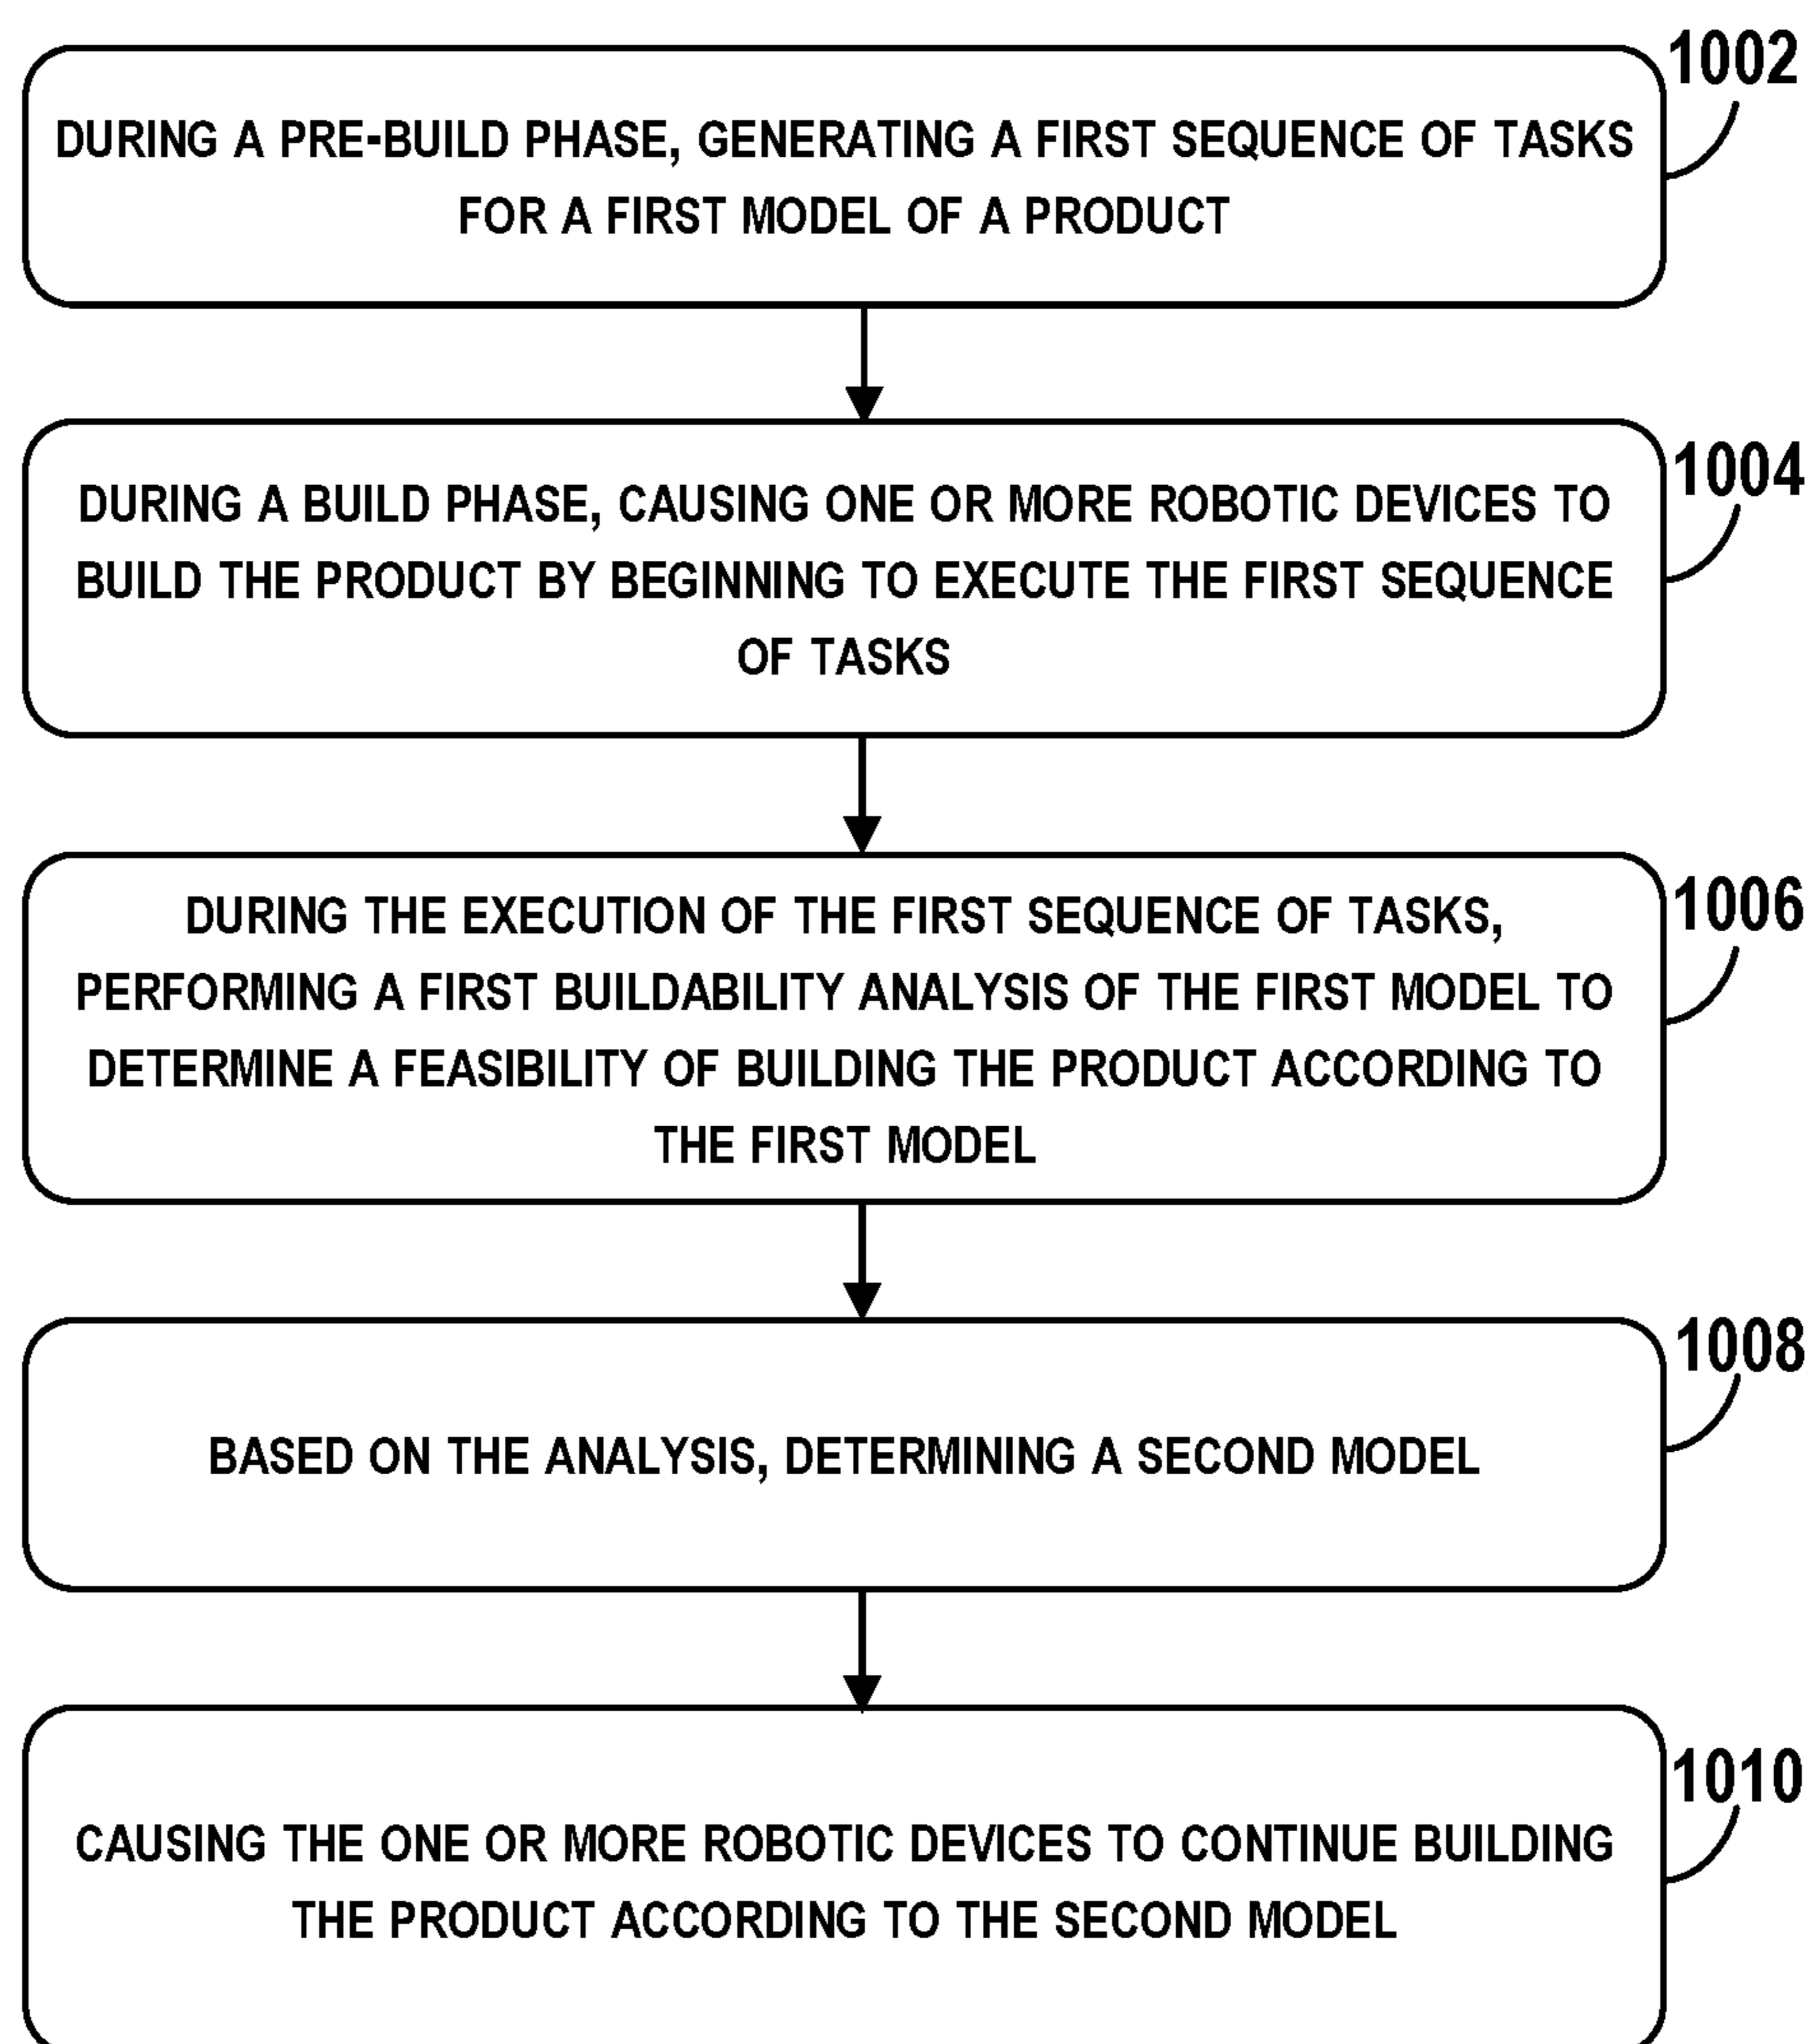 1002
DURING A PRE-BUILD PHASE, GENERATING A FIRST SEQUENCE OF TASKS
FOR A FIRST MODEL OF A PRODUCT
1004
DURING A BUILD PHASE, CAUSING ONE OR MORE ROBOTIC DEVICES TO
BUILD THE PRODUCT BY BEGINNING TO EXECUTE THE FIRST SEQUENCE
OF TASKS
1006
DURING THE EXECUTION OF THE FIRST SEQUENCE OF TASKS,
PERFORMING A FIRST BUILDABILITY ANALYSIS OF THE FIRST MODEL TO
DETERMINE A FEASIBILITY OF BUILDING THE PRODUCT ACCORDING TO
THE FIRST MODEL
1008
BASED ON THE ANALYSIS, DETERMINING A SECOND MODEL
1010
CAUSING THE ONE OR MORE ROBOTIC DEVICES TO CONTINUE BUILDING
THE PRODUCT ACCORDING TO THE SECOND MODEL